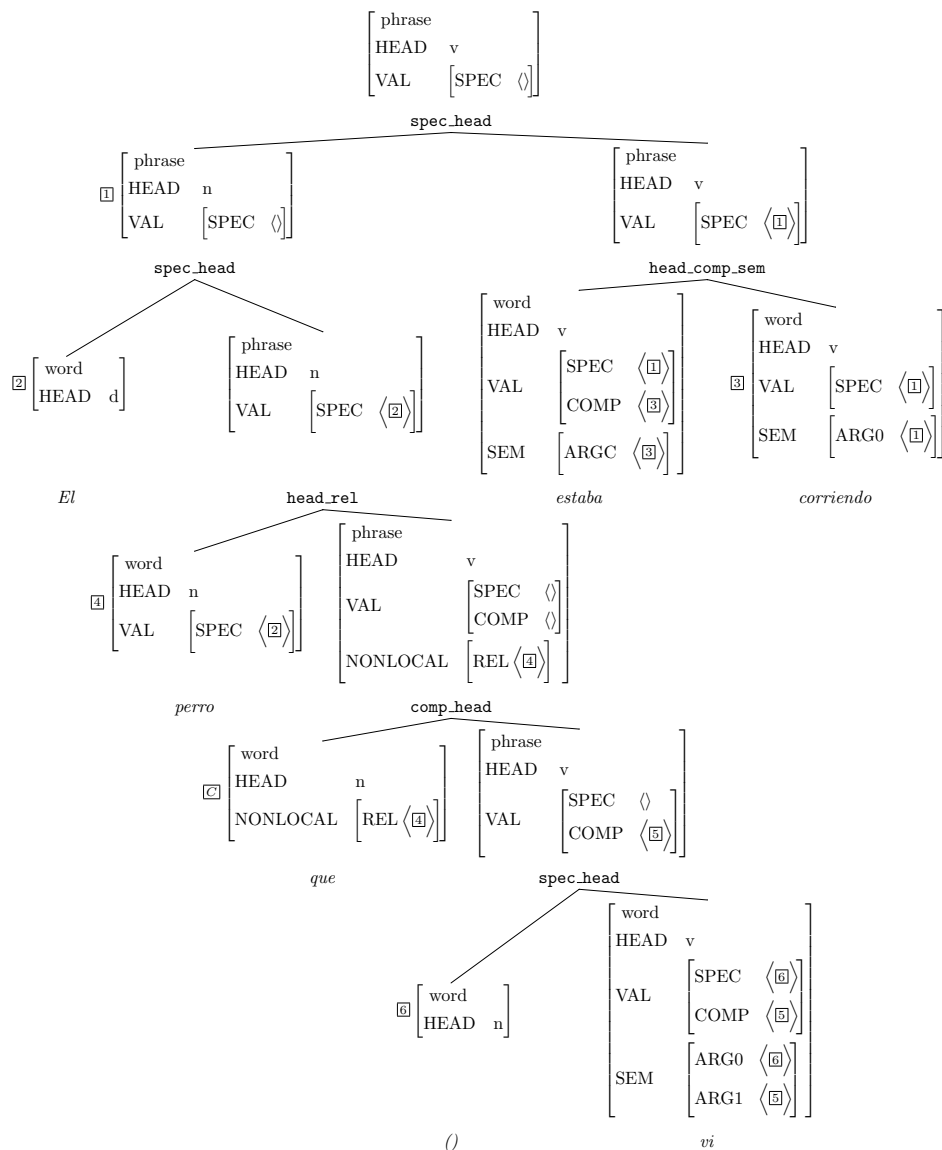 phrase
HEAD v
VAL [SPEC ⟨⟩]
spec_head
1 phrase
HEAD n
VAL [SPEC ⟨⟩]
phrase
HEAD v
VAL [SPEC ⟨1⟩]
spec_head
head_comp_sem
2 word
HEAD d
phrase
HEAD n
VAL [SPEC ⟨2⟩]
word
HEAD v
VAL [SPEC ⟨1⟩
COMP ⟨3⟩]
SEM [ARGC ⟨3⟩]
3 word
HEAD v
VAL [SPEC ⟨1⟩]
SEM [ARG0 ⟨1⟩]
El
head_rel
estaba
corriendo
4 word
HEAD n
VAL [SPEC ⟨2⟩]
phrase
HEAD v
VAL [SPEC ⟨⟩
COMP ⟨⟩]
NONLOCAL [REL ⟨4⟩]
perro
comp_head
C word
HEAD n
NONLOCAL [REL ⟨4⟩]
phrase
HEAD v
VAL [SPEC ⟨⟩
COMP ⟨5⟩]
que
spec_head
6 word
HEAD n
word
HEAD v
VAL [SPEC ⟨6⟩
COMP ⟨5⟩]
SEM [ARG0 ⟨6⟩
ARG1 ⟨5⟩]
()
vi